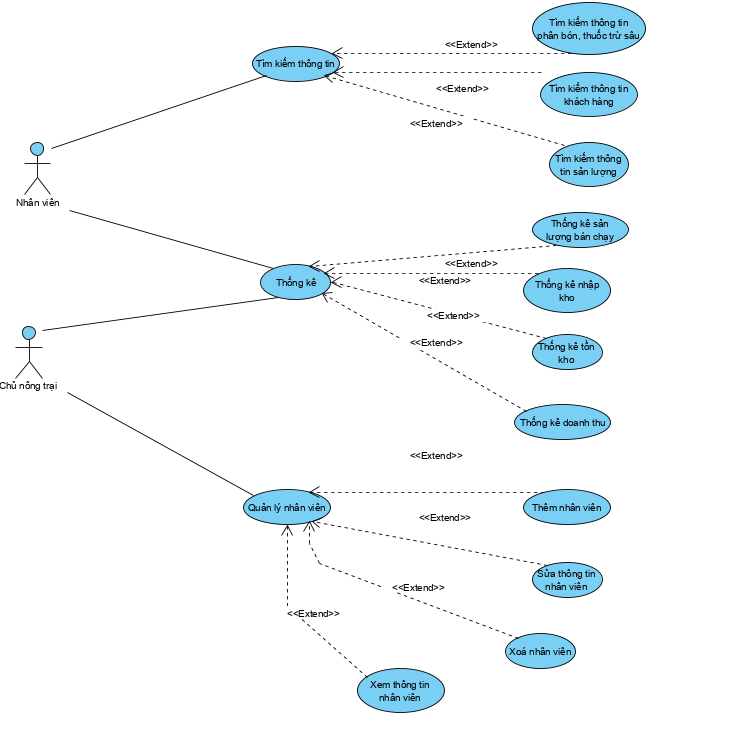 Tìm kiếm thông tin
phân bón, thuốc trừ sâu
<<Extend>>
Tìm kiếm thông tin
<<Extend>>
Tìm kiếm thông tin
khách hàng
<<Extend>>
Tìm kiếm thông
tin sản lượng
Nhân viên
Thống kê sản
lượng bán chạy
<<Extend>>
Thống kê
<<Extend>>
Thống kê nhập
kho
<<Extend>>
Thống kê tồn
kho
<<Extend>>
Chủ nông trại
Thống kê doanh thu
<<Extend>>
Quản lý nhân viên
Thêm nhân viên
<<Extend>>
Sửa thông tin
nhân viên
<<Extend>>
<<Extend>>
Xoá nhân viên
Xem thông tin
nhân viên